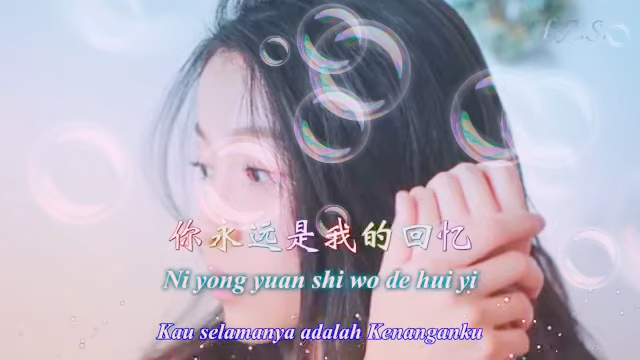 你永远是我的回忆
Ni yong yuan shi wo de hui yi
Kau selamanya adalah Kenanganku